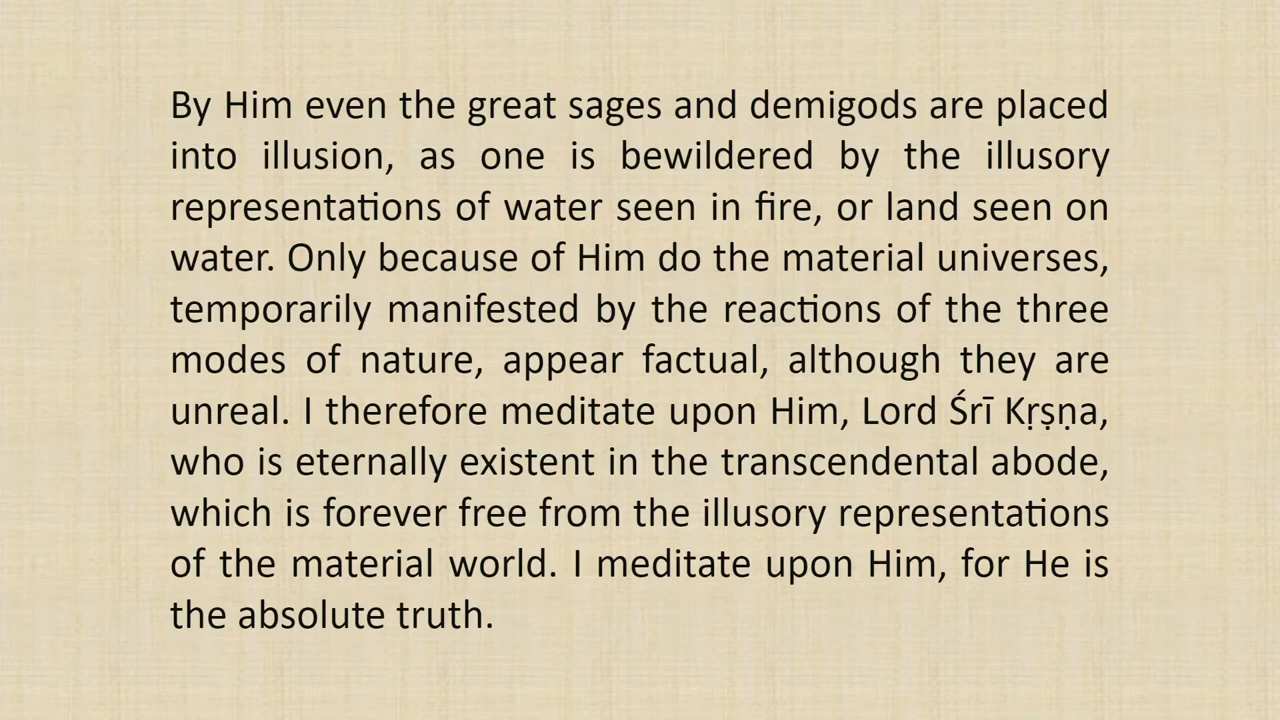 By Him even the great sages and demigods are placed
into illusion, as one is bewildered by the illusory
representations of water seen in fire, or land seen on
water. Only because of Him do the material universes,
temporarily manifested by the reactions of the three
modes of nature, appear factual, although they are
unreal. I therefore meditate upon Him, Lord Śrī Kṛṣṇa,
who is eternally existent in the transcendental abode,
which is forever free from the illusory representations
of the material world. I meditate upon Him, for He is
the absolute truth.